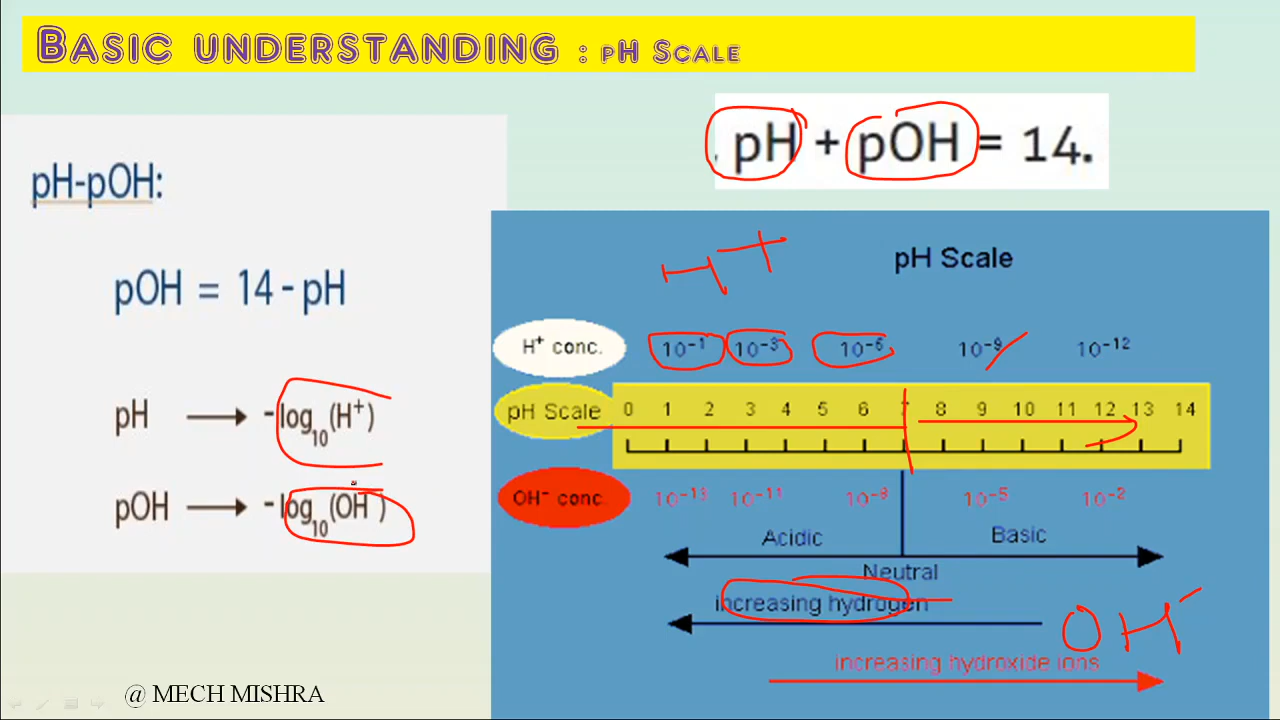 BASIC UNDERSTANDING : pH SCALE
pH + pOH = 14.
pH-pOH:
pOH = 14 - pH
pH → -log₁₀(H⁺)
pOH → -log₁₀(OH⁻)
H⁺
pH Scale
H⁺ conc. 10⁻¹ 10⁻³ 10⁻⁶ 10⁻⁹ 10⁻¹²
pH Scale 0 1 2 3 4 5 6 7 8 9 10 11 12 13 14
OH⁻ conc. 10⁻¹³ 10⁻¹¹ 10⁻⁸ 10⁻⁵ 10⁻²
Acidic Basic
Neutral
increasing hydrogen
OH⁻
increasing hydroxide ions
@ MECH MISHRA